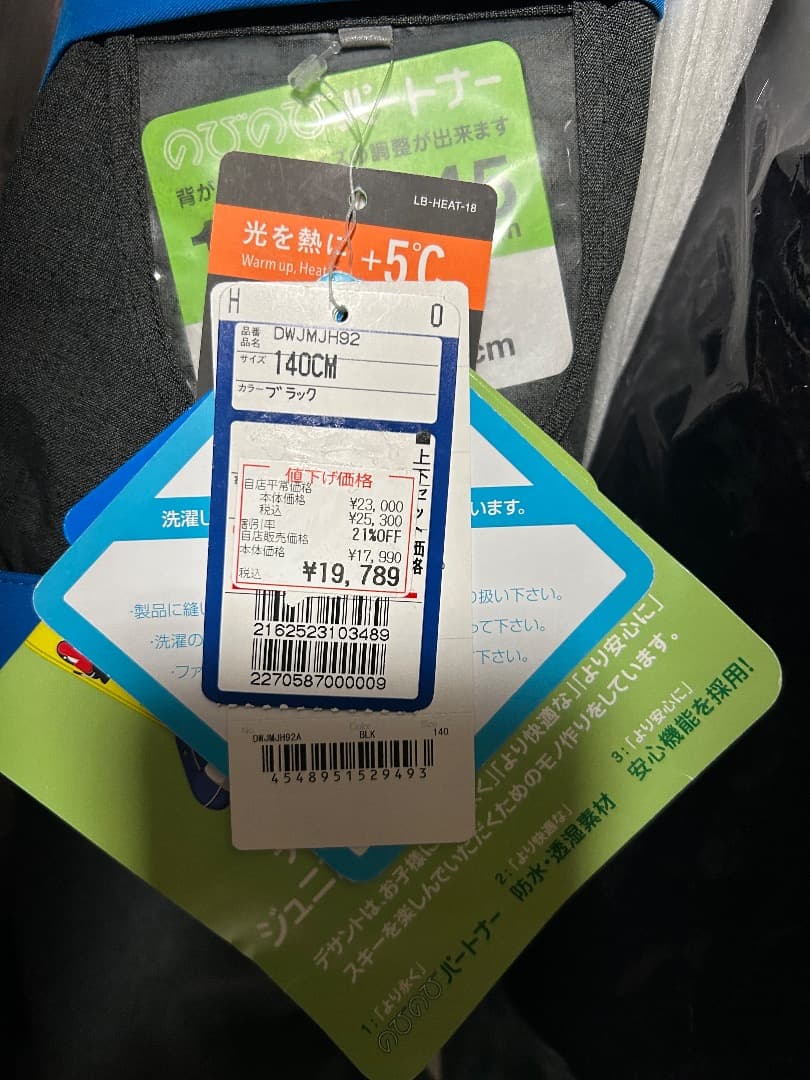 のびのびパートナー
背が
の調整が出来ます
45
cm
LB-HEAT-18
光を熱に +5℃
Warm up, Heat
H O
品番 DWJMJH92
品名
サイズ 140CM
カラー ブラック
上下セット価格
値下げ価格
自店平常価格
本体価格 ¥23,000
税込 ¥25,300
割引率 21%OFF
自店販売価格
本体価格 ¥17,990
税込 ¥19,789
2162523103489
2270587000009
No. Color Size
DWJMJH92A BLK 140
4548951529493
洗濯し
います。
・製品に縫い
り扱い下さい。
・洗濯の
って下さい。
・ファ
下さい。
ジュニ
デサントは、お子様に
く」「より快適な」「より安心に」
スキーを楽しんでいただくためのモノ作りをしています。
1:「より永く」
のびのびパートナー
2:「より快適な」
防水・透湿素材
3:「より安心に」
安心機能を採用!